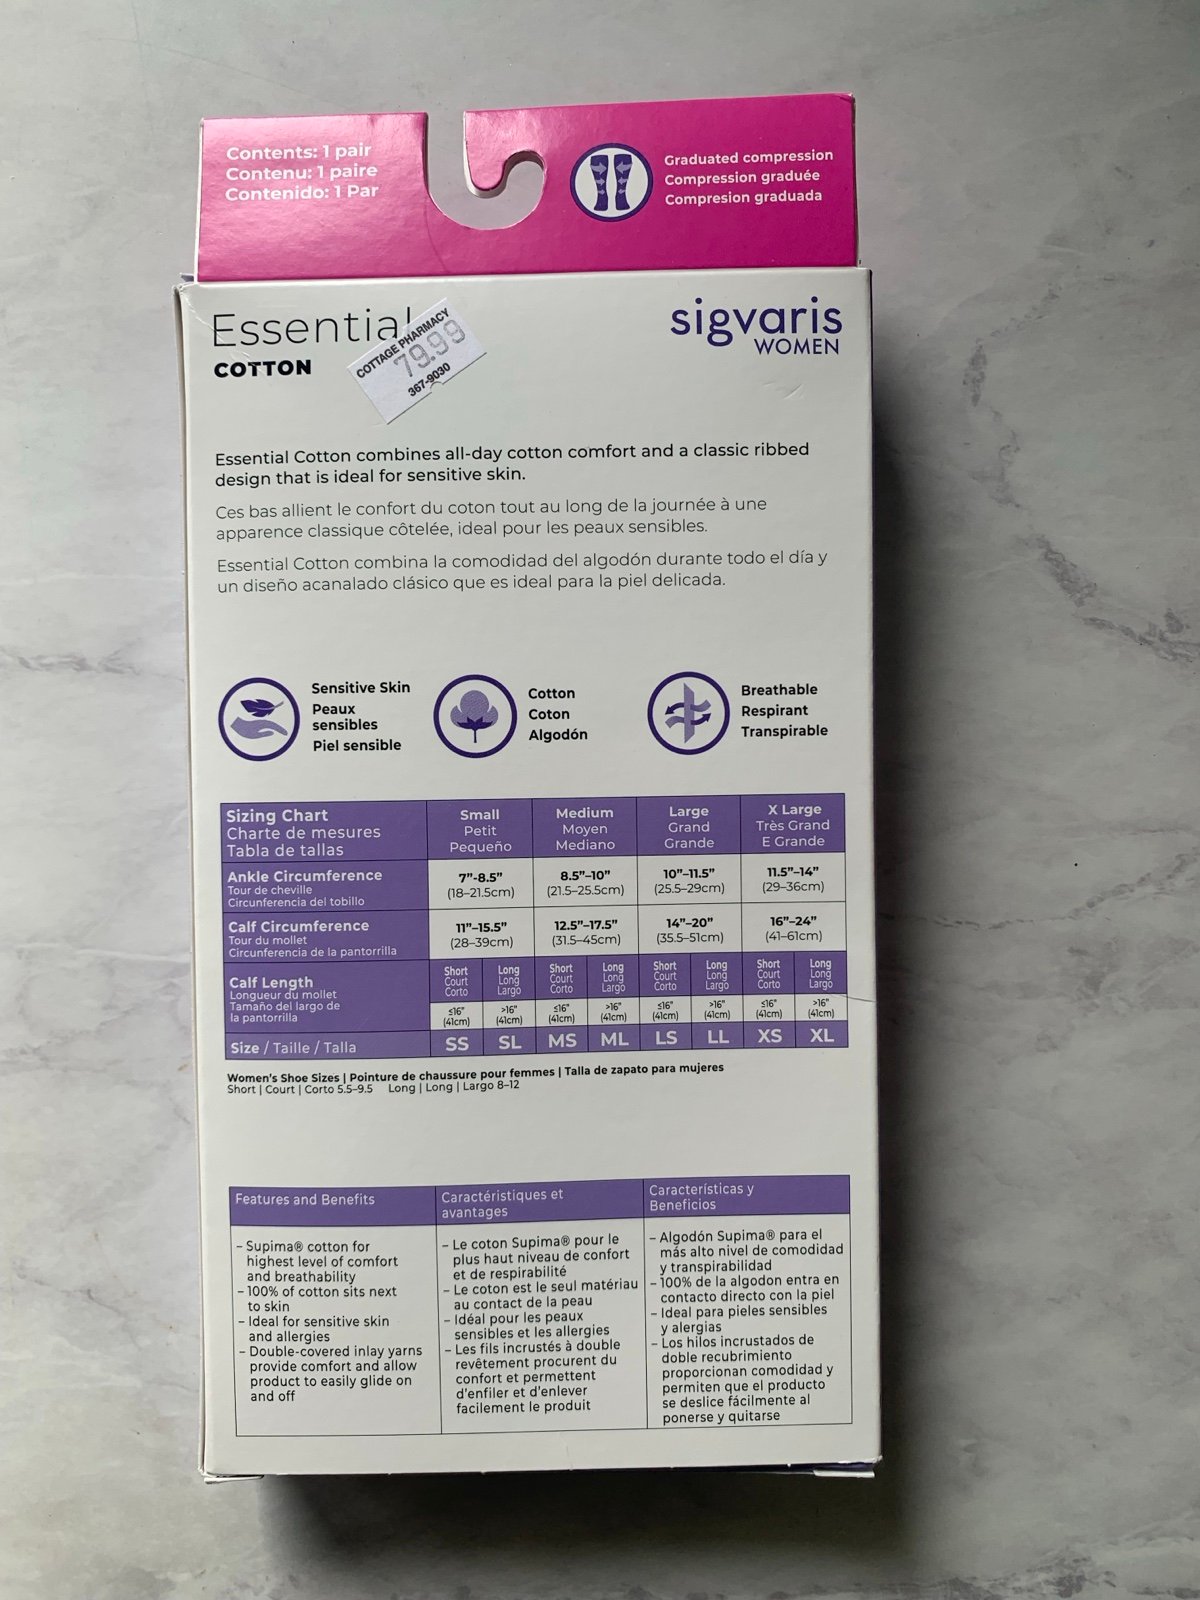 Contents: 1 pair
Contenu: 1 paire
Contenido: 1 Par
Graduated compression
Compression graduée
Compresion graduada
Essential
COTTON
COTTAGE PHARMACY
79.99
367-9030
sigvaris
WOMEN
Essential Cotton combines all-day cotton comfort and a classic ribbed
design that is ideal for sensitive skin.
Ces bas allient le confort du coton tout au long de la journée à une
apparence classique côtelée, ideal pour les peaux sensibles.
Essential Cotton combina la comodidad del algodón durante todo el día y
un diseño acanalado clásico que es ideal para la piel delicada.
Sensitive Skin
Peaux
sensibles
Piel sensible
Cotton
Coton
Algodón
Breathable
Respirant
Transpirable
Sizing Chart
Charte de mesures
Tabla de tallas
Small
Petit
Pequeño
Medium
Moyen
Mediano
Large
Grand
Grande
X Large
Très Grand
E Grande
Ankle Circumference
Tour de cheville
Circunferencia del tobillo
7”-8.5”
(18–21.5cm)
8.5”–10”
(21.5–25.5cm)
10”–11.5”
(25.5–29cm)
11.5”–14”
(29–36cm)
Calf Circumference
Tour du mollet
Circunferencia de la pantorrilla
11”–15.5”
(28–39cm)
12.5”–17.5”
(31.5–45cm)
14”–20”
(35.5–51cm)
16”–24”
(41–61cm)
Calf Length
Longueur du mollet
Tamaño del largo de
la pantorrilla
Short
Court
Corto
Long
Long
Largo
Short
Court
Corto
Long
Long
Largo
Short
Court
Corto
Long
Long
Largo
Short
Court
Corto
Long
Long
Largo
≤16”
(41cm)
>16”
(41cm)
≤16”
(41cm)
>16”
(41cm)
≤16”
(41cm)
>16”
(41cm)
≤16”
(41cm)
>16”
(41cm)
Size / Taille / Talla
SS SL MS ML LS LL XS XL
Women's Shoe Sizes | Pointure de chaussure pour femmes | Talla de zapato para mujeres
Short | Court | Corto 5.5–9.5 Long | Long | Largo 8–12
Features and Benefits
– Supima® cotton for
highest level of comfort
and breathability
– 100% of cotton sits next
to skin
– Ideal for sensitive skin
and allergies
– Double-covered inlay yarns
provide comfort and allow
product to easily glide on
and off
Caractéristiques et
avantages
– Le coton Supima® pour le
plus haut niveau de confort
et de respirabilité
– Le coton est le seul matériau
au contact de la peau
– Idéal pour les peaux
sensibles et les allergies
– Les fils incrustés à double
revêtement procurent du
confort et permettent
d'enfiler et d'enlever
facilement le produit
Características y
Beneficios
– Algodón Supima® para el
más alto nivel de comodidad
y transpirabilidad
– 100% de la algodon entra en
contacto directo con la piel
– Ideal para pieles sensibles
y alergias
– Los hilos incrustados de
doble recubrimiento
proporcionan comodidad y
permiten que el producto
se deslice fácilmente al
ponerse y quitarse